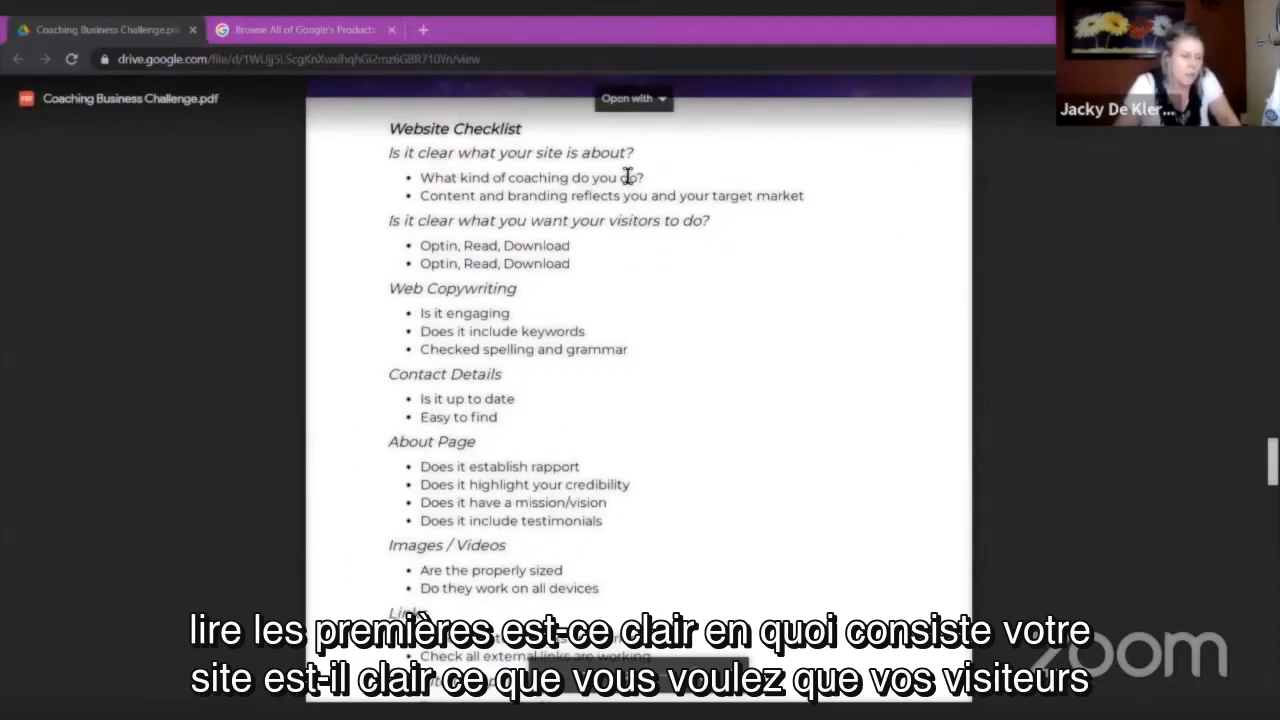 Coaching Business Challenge.pdf
Browse All of Google's Products
drive.google.com/file/d/1WUjj5LScgKnXwxlhqhGi2mz6GBR710Yn/view
Coaching Business Challenge.pdf
Open with
Jacky De Kler...
Website Checklist
Is it clear what your site is about?
• What kind of coaching do you do?
• Content and branding reflects you and your target market
Is it clear what you want your visitors to do?
• Optin, Read, Download
• Optin, Read, Download
Web Copywriting
• Is it engaging
• Does it include keywords
• Checked spelling and grammar
Contact Details
• Is it up to date
• Easy to find
About Page
• Does it establish rapport
• Does it highlight your credibility
• Does it have a mission/vision
• Does it include testimonials
Images / Videos
• Are the properly sized
• Do they work on all devices
Links
Check all external links are working
lire les premières est-ce clair en quoi consiste votre
site est-il clair ce que vous voulez que vos visiteurs
zoom